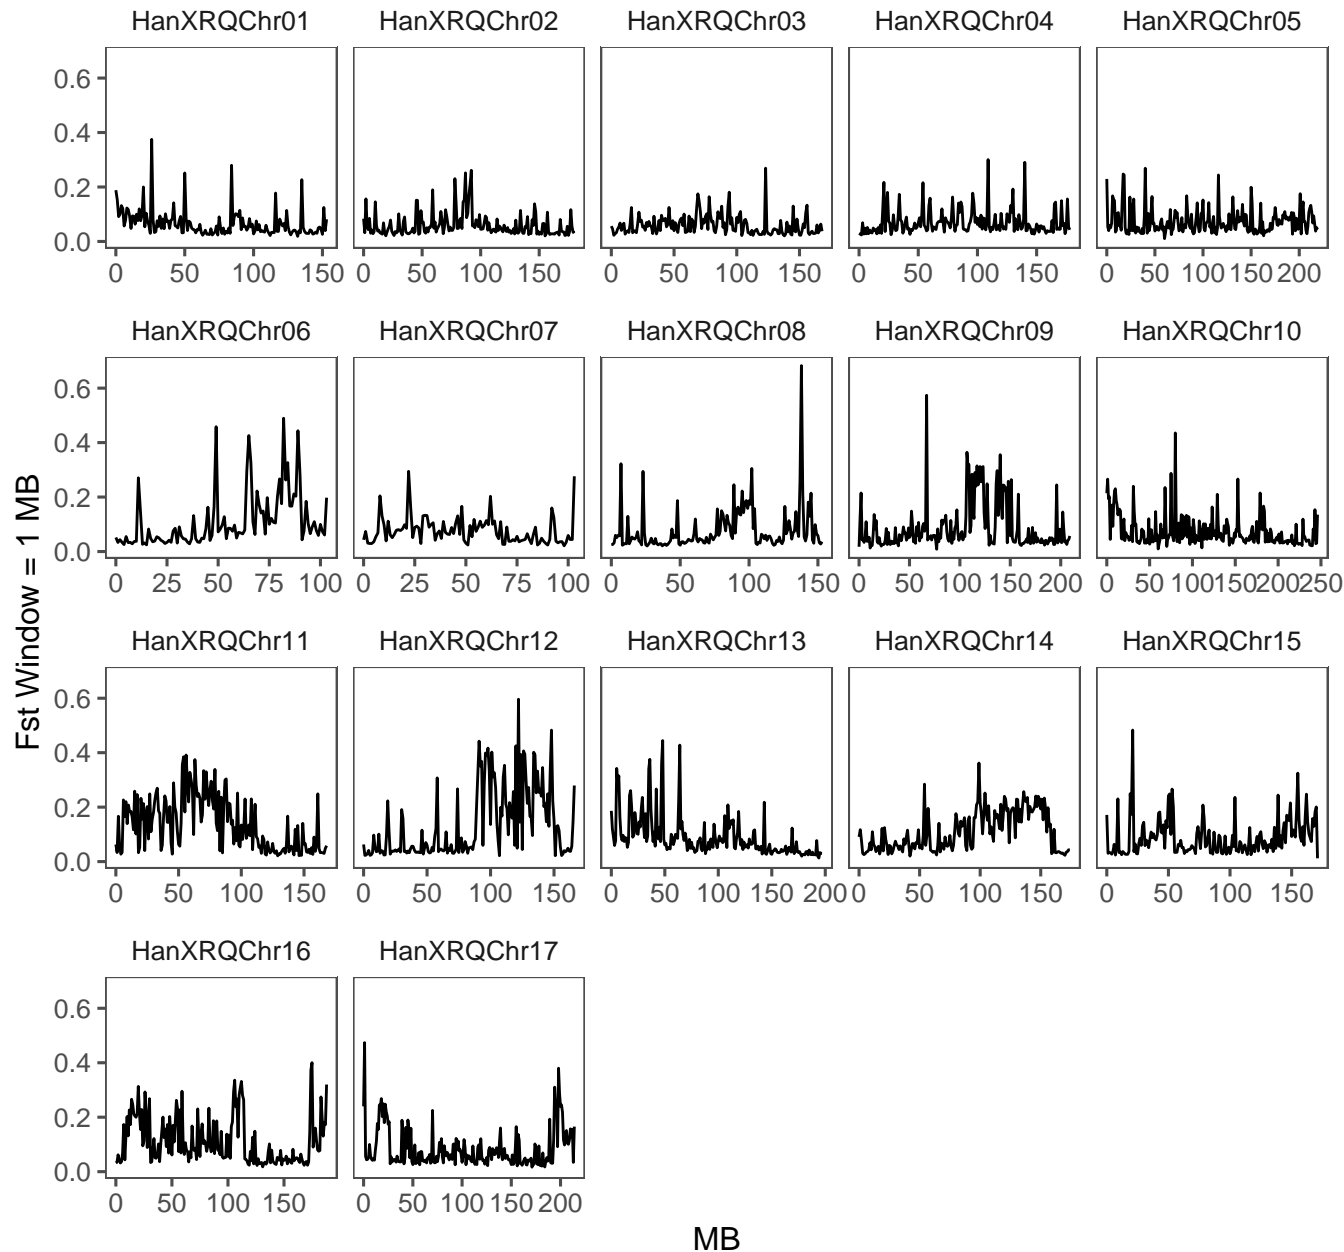 HanXRQChr01 HanXRQChr02 HanXRQChr03 HanXRQChr04 HanXRQChr05
0.6
0.4
0.2
0.0
0 50 100 150 0 50 100 150 0 50 100 150 0 50 100 150 0 50 100 150 200
HanXRQChr06 HanXRQChr07 HanXRQChr08 HanXRQChr09 HanXRQChr10
0.6
0.4
0.2
0.0
0 25 50 75 100 0 25 50 75 100 0 50 100 150 0 50 100 150 200 0 50 100 150 200 250
HanXRQChr11 HanXRQChr12 HanXRQChr13 HanXRQChr14 HanXRQChr15
0.6
0.4
0.2
0.0
0 50 100 150 0 50 100 150 0 50 100 150 200 0 50 100 150 0 50 100 150
HanXRQChr16 HanXRQChr17
0.6
0.4
0.2
0.0
0 50 100 150 0 50 100 150 200
Fst Window = 1 MB
MB